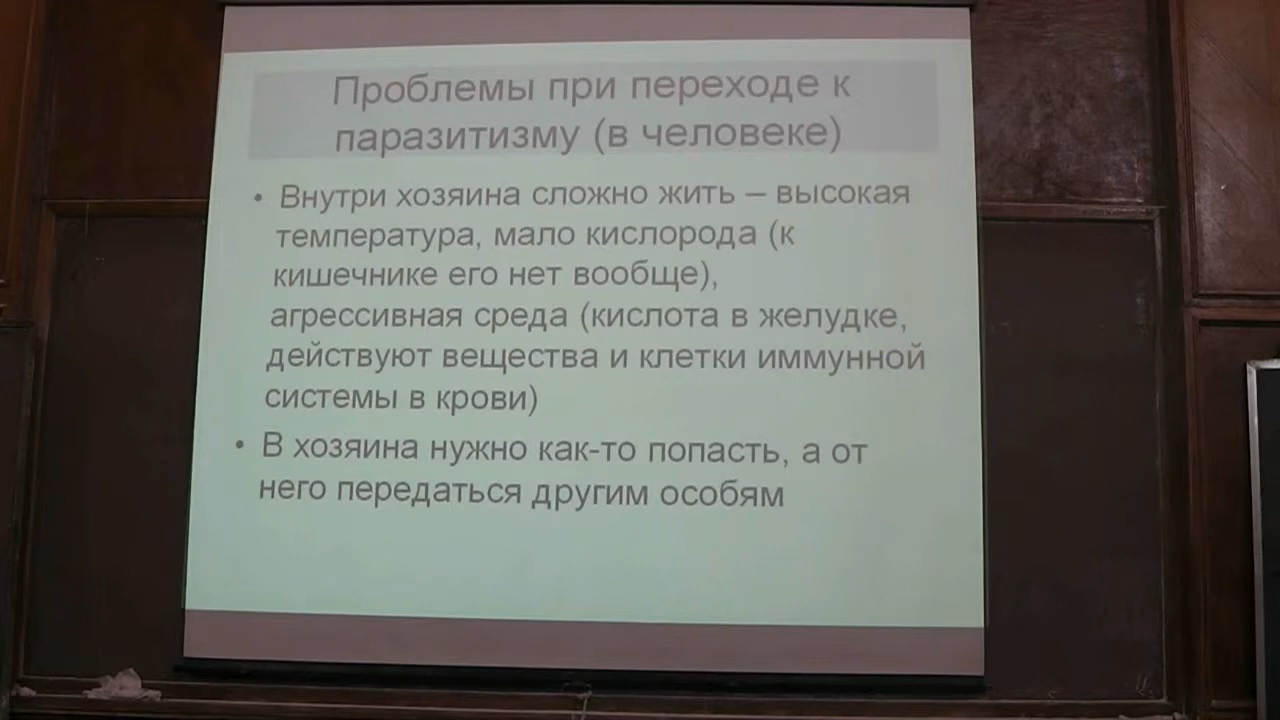 Проблемы при переходе к
паразитизму (в человеке)
• Внутри хозяина сложно жить – высокая
температура, мало кислорода (к
кишечнике его нет вообще),
агрессивная среда (кислота в желудке,
действуют вещества и клетки иммунной
системы в крови)
• В хозяина нужно как-то попасть, а от
него передаться другим особям